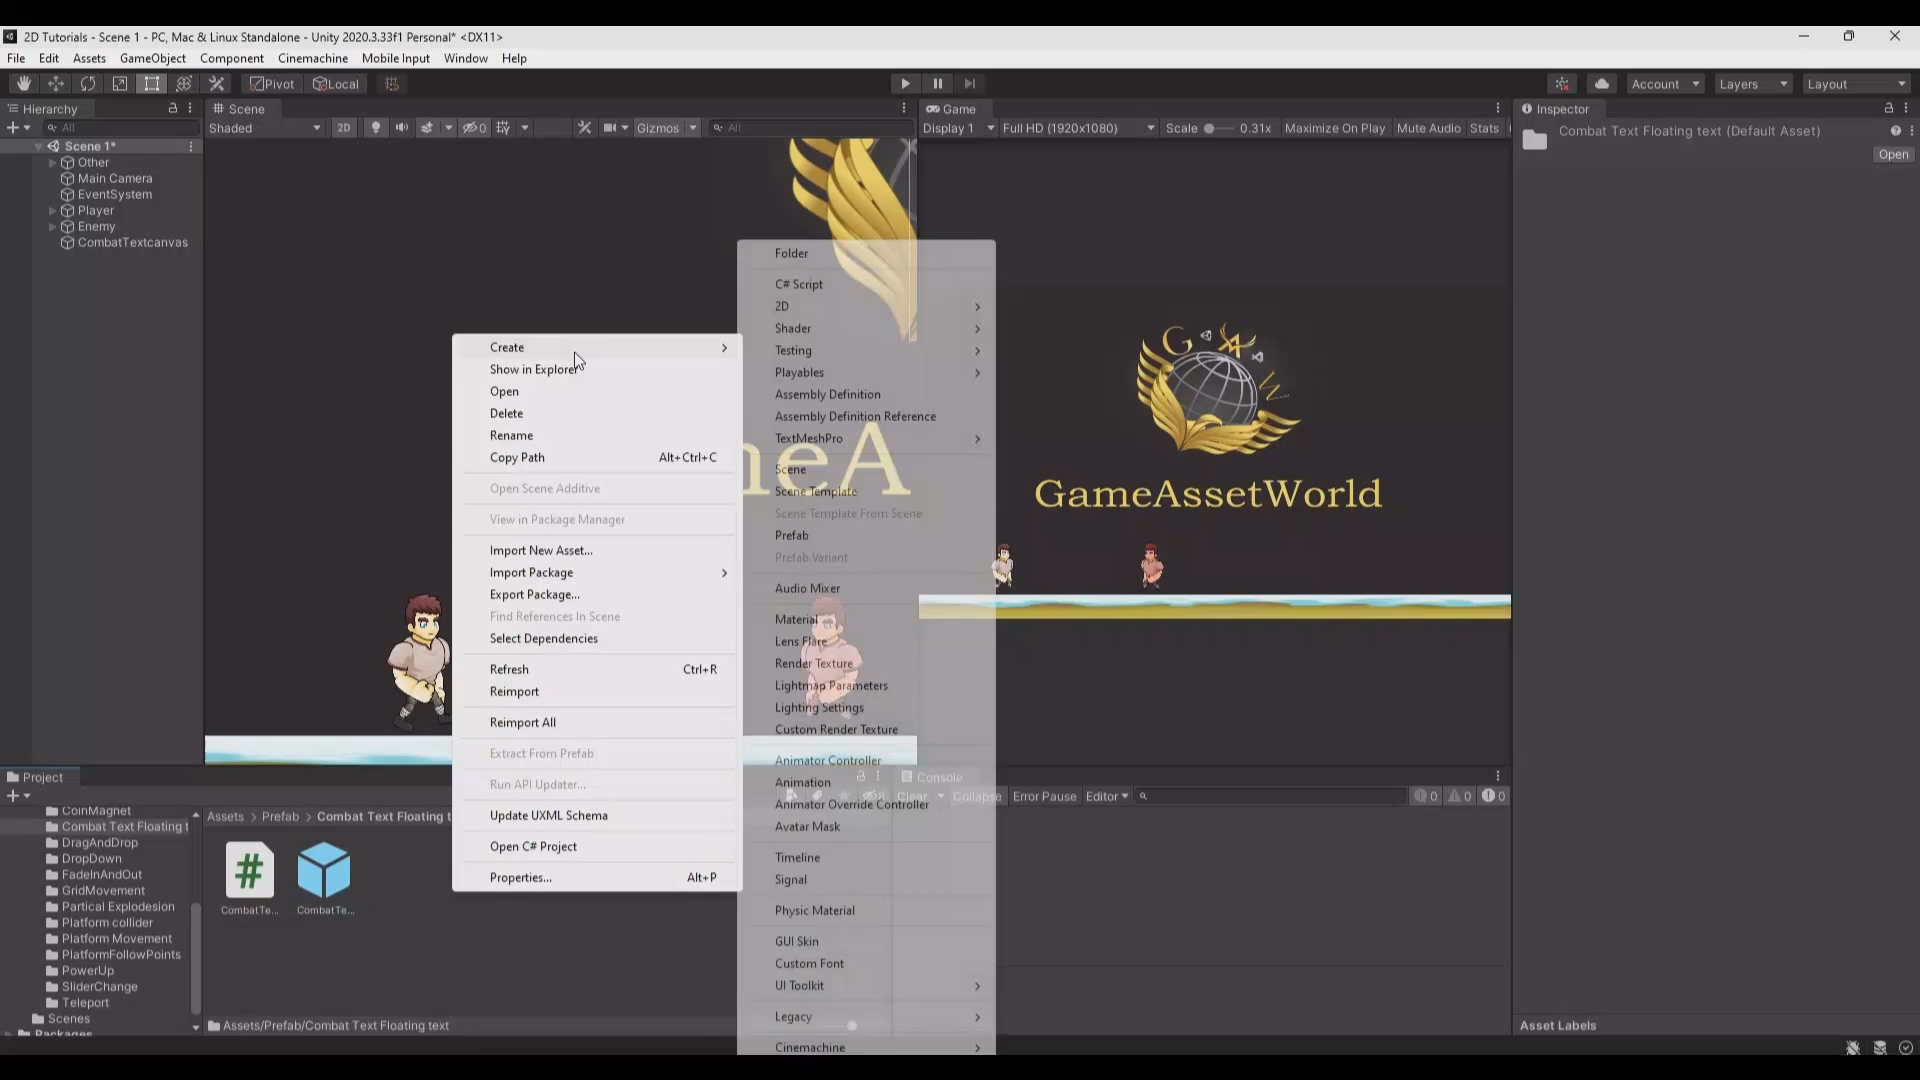 2D Tutorials - Scene 1 - PC, Mac & Linux Standalone - Unity 2020.3.33f1 Personal* <DX11>
File Edit Assets GameObject Component Cinemachine Mobile Input Window Help
Pivot Local Account Layers Layout
Hierarchy
All
Scene 1*
Other
Main Camera
EventSystem
Player
Enemy
CombatTextcanvas
Scene
Shaded 2D 0 Gizmos All
Game
Display 1 Full HD (1920x1080) Scale 0.31x Maximize On Play Mute Audio Stats
GameAssetWorld
Inspector
Combat Text Floating text (Default Asset)
Open
Asset Labels
Create
Show in Explorer
Open
Delete
Rename
Copy Path Alt+Ctrl+C
Open Scene Additive
View in Package Manager
Import New Asset...
Import Package
Export Package...
Find References In Scene
Select Dependencies
Refresh Ctrl+R
Reimport
Reimport All
Extract From Prefab
Run API Updater...
Update UXML Schema
Open C# Project
Properties... Alt+P
Folder
C# Script
2D
Shader
Testing
Playables
Assembly Definition
Assembly Definition Reference
TextMeshPro
Scene
Scene Template
Scene Template From Scene
Prefab
Prefab Variant
Audio Mixer
Material
Lens Flare
Render Texture
Lightmap Parameters
Lighting Settings
Custom Render Texture
Animator Controller
Animation
Animator Override Controller
Avatar Mask
Timeline
Signal
Physic Material
GUI Skin
Custom Font
UI Toolkit
Legacy
Cinemachine
eA
Project
CoinMagnet
Combat Text Floating t
DragAndDrop
DropDown
FadeInAndOut
GridMovement
Partical Explodesion
Platform collider
Platform Movement
PlatformFollowPoints
PowerUp
SliderChange
Teleport
Scenes
Packages
Assets > Prefab > Combat Text Floating t
CombatTe... CombatTe...
Assets/Prefab/Combat Text Floating text
Console
Clear Collapse Error Pause Editor 0 0 0